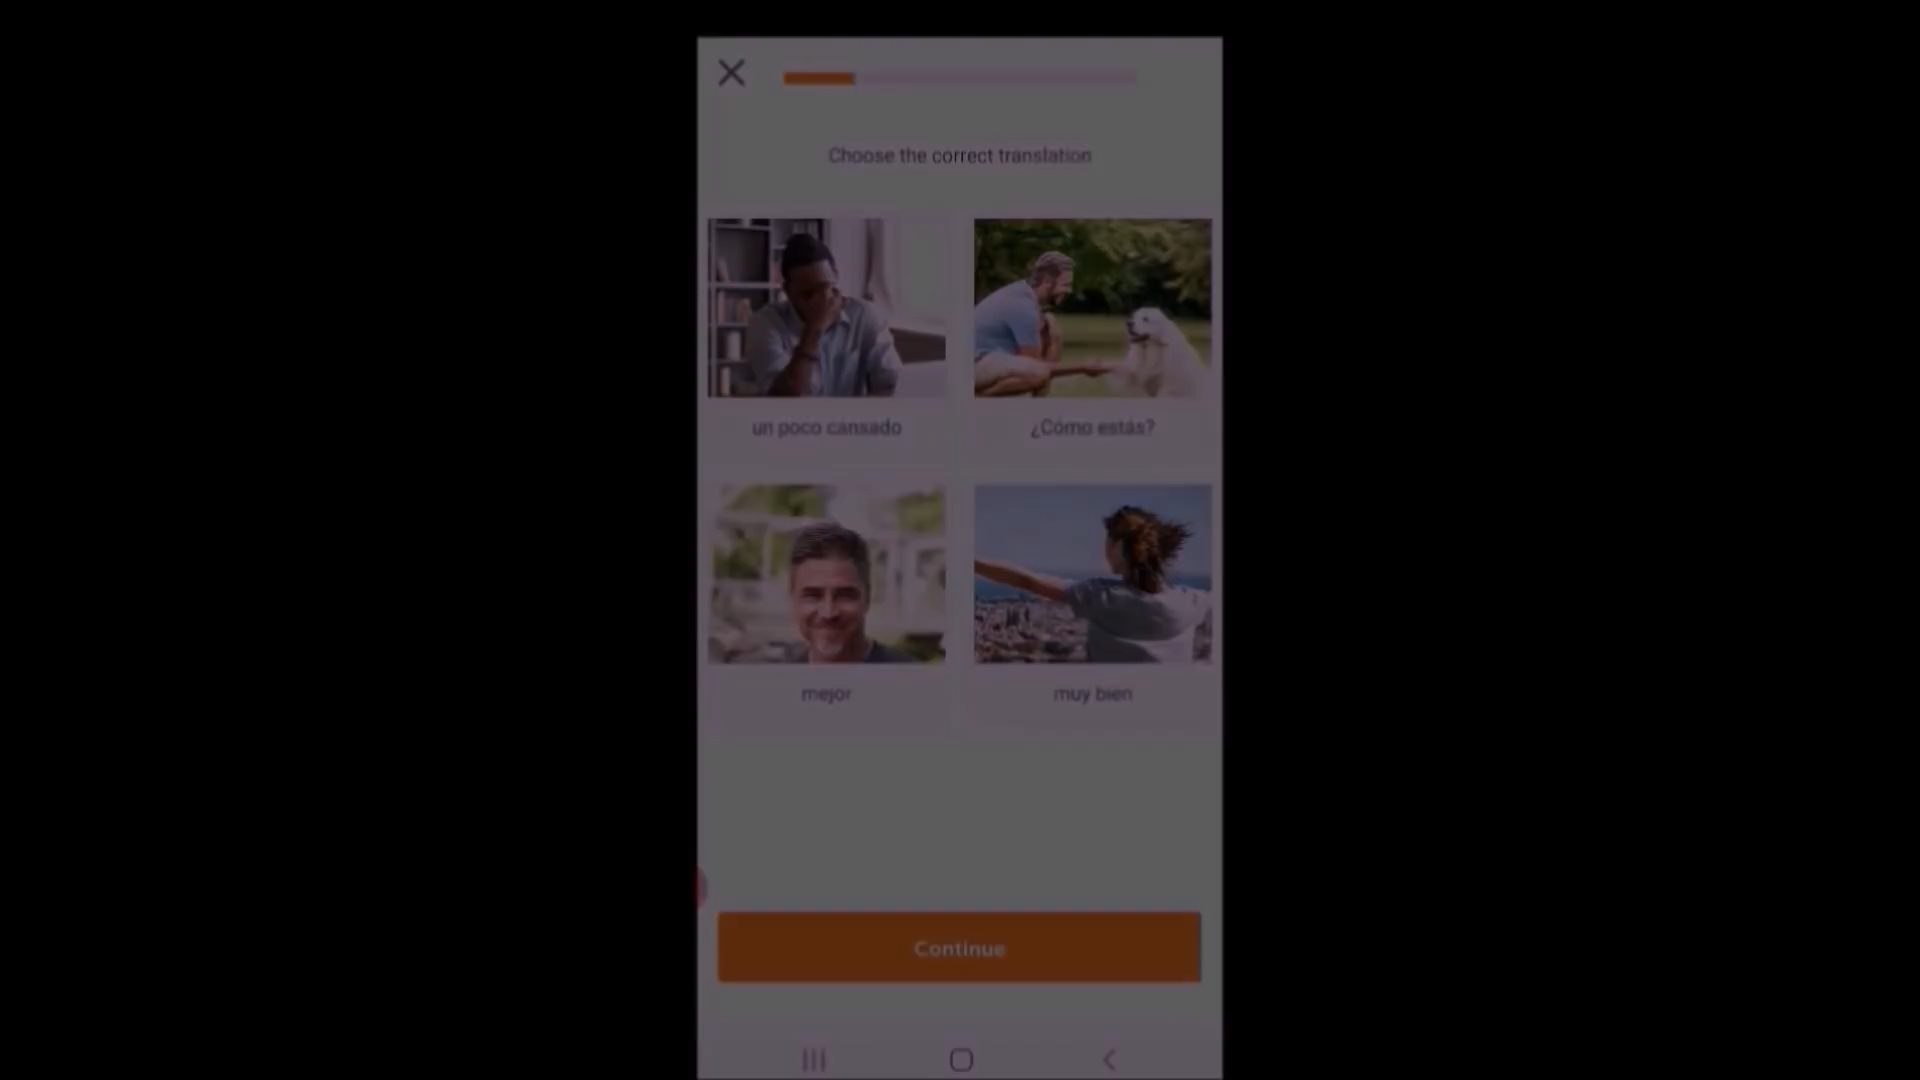 Choose the correct translation
un poco cansado
¿Cómo estás?
mejor
muy bien
Continue